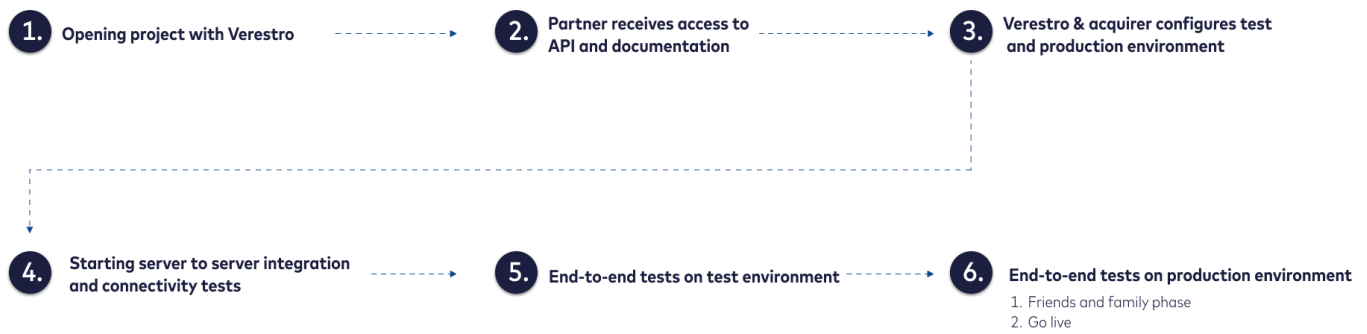 1. Opening project with Verestro
2. Partner receives access to
API and documentation
3. Verestro & acquirer configures test
and production environment
4. Starting server to server integration
and connectivity tests
5. End-to-end tests on test environment
6. End-to-end tests on production environment
1. Friends and family phase
2. Go live